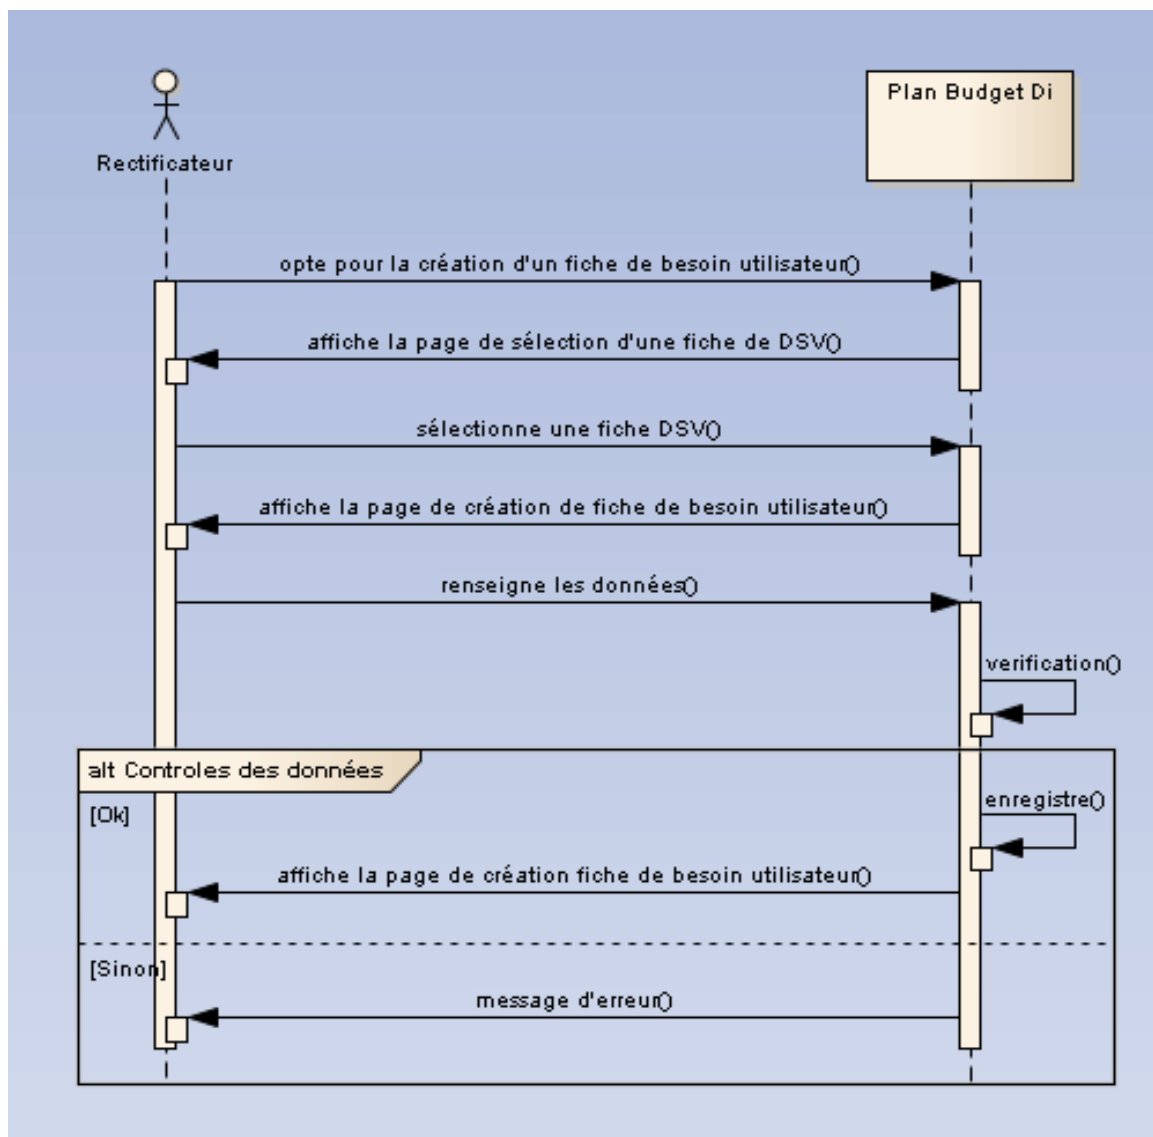 Rectificateur
Plan Budget Di
opte pour la création d'un fiche de besoin utilisateur()
affiche la page de sélection d'une fiche de DSV()
sélectionne une fiche DSV()
affiche la page de création de fiche de besoin utilisateur()
renseigne les données()
verification()
alt Controles des données
enregistre()
[Ok]
affiche la page de création fiche de besoin utilisateur()
[Sinon]
message d'erreur()